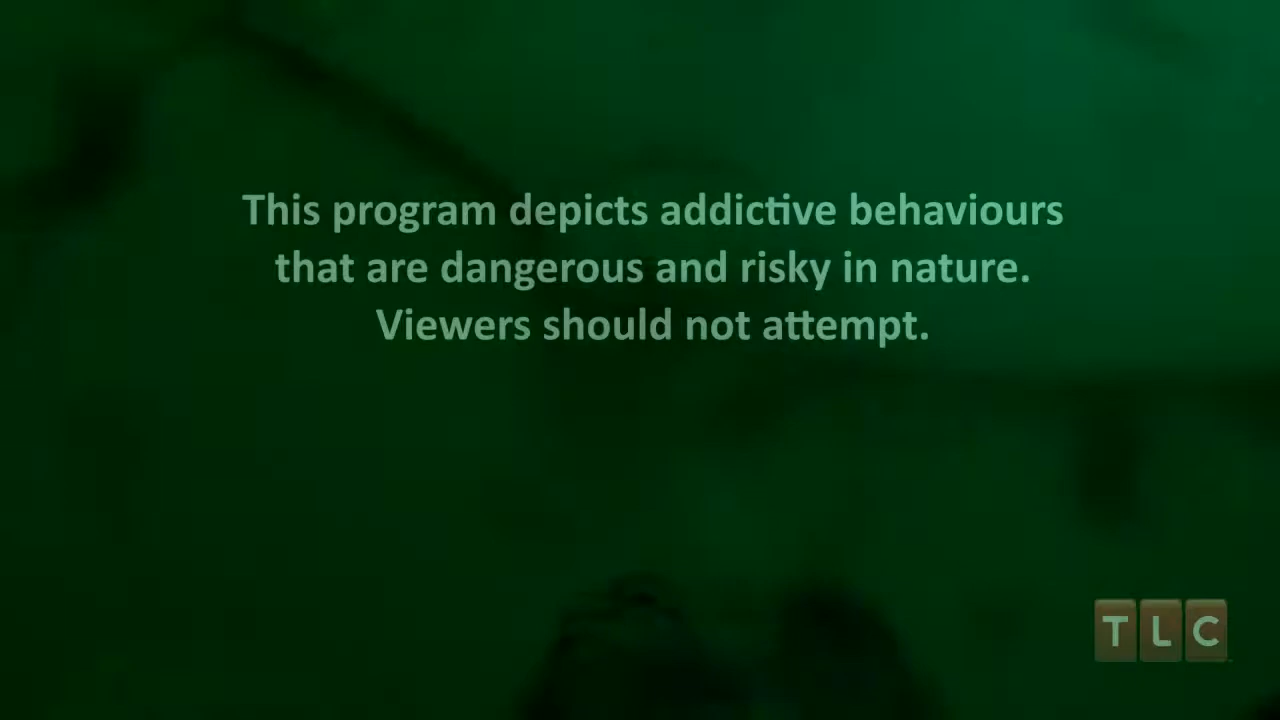 This program depicts addictive behaviours
that are dangerous and risky in nature.
Viewers should not attempt.
TLC